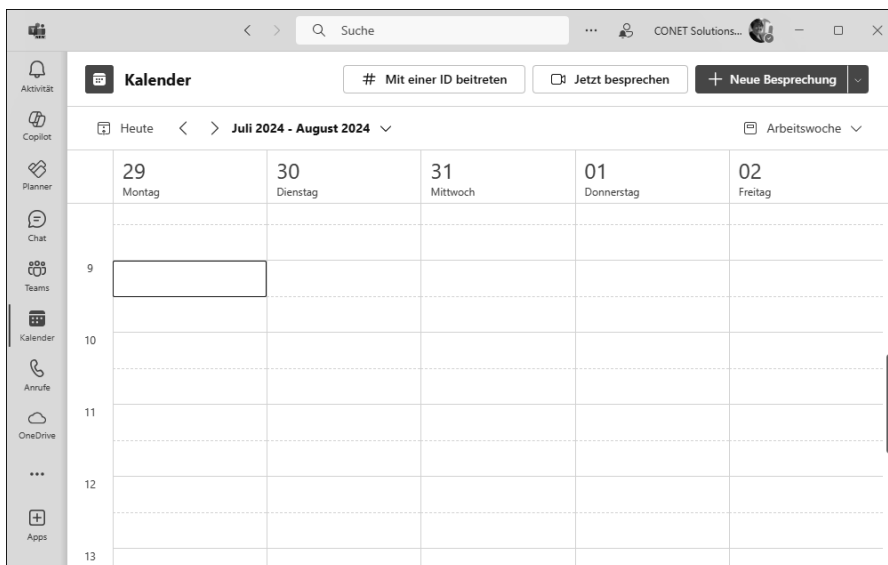 Suche
...
CONET Solutions...
Aktivität
Copilot
Planner
Chat
Teams
Kalender
Anrufe
OneDrive
...
Apps
Kalender
# Mit einer ID beitreten
Jetzt besprechen
+ Neue Besprechung
Heute
Juli 2024 - August 2024
Arbeitswoche
29
Montag
30
Dienstag
31
Mittwoch
01
Donnerstag
02
Freitag
9
10
11
12
13